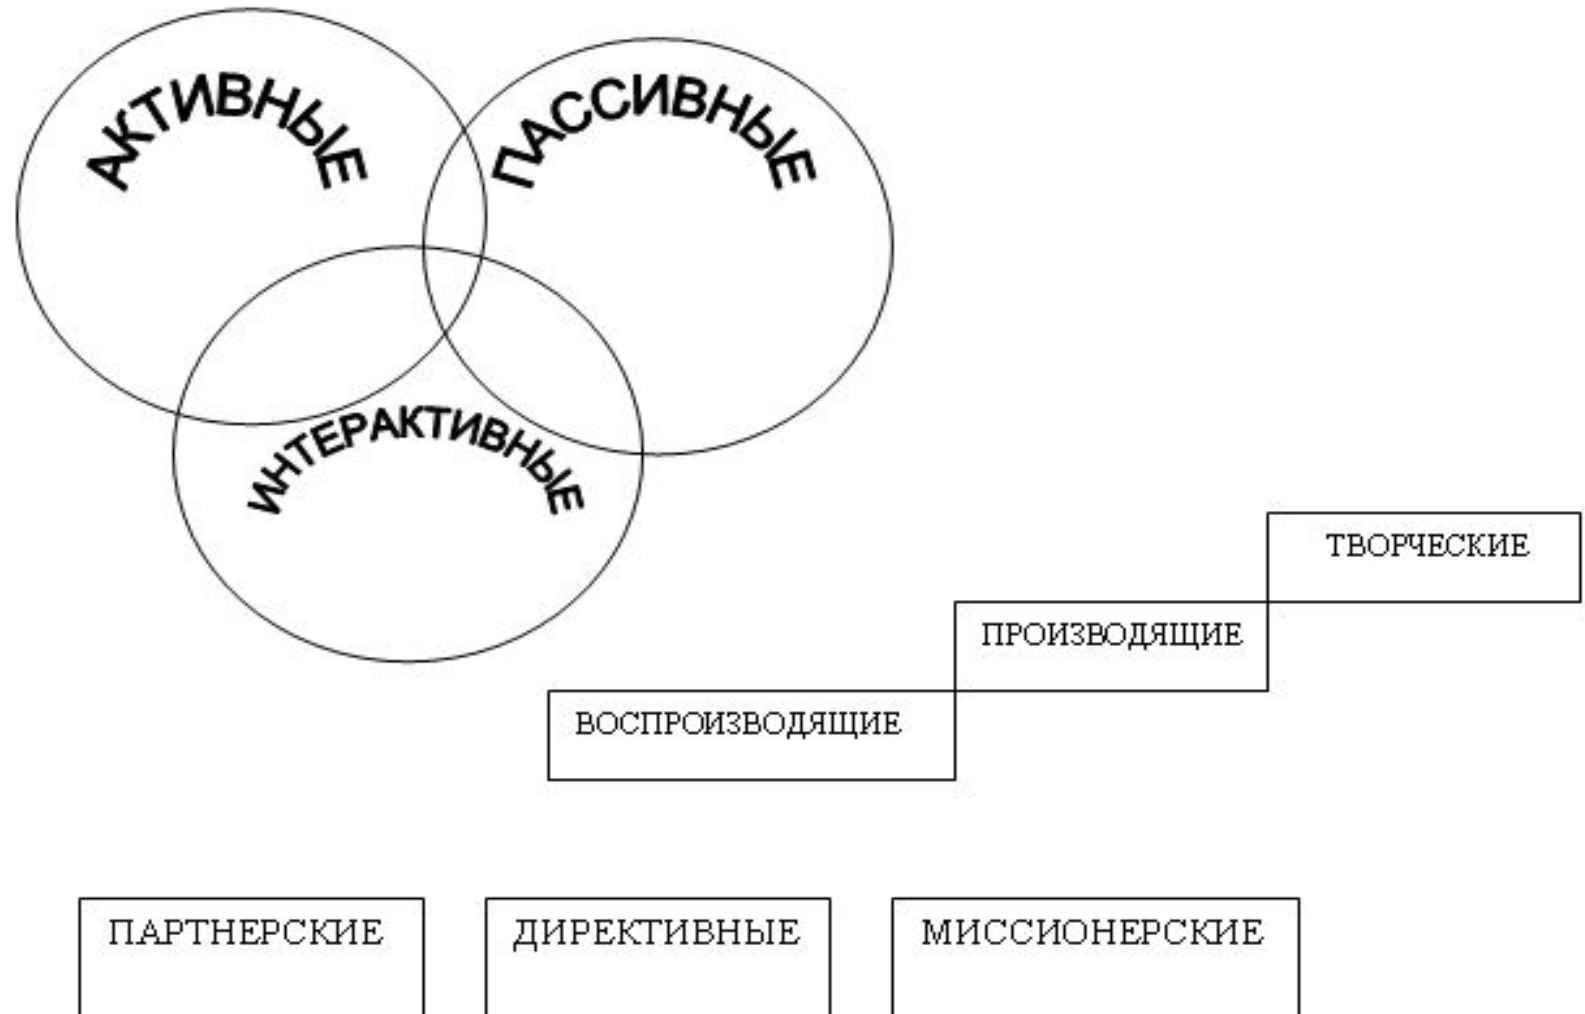 АКТИВНЫЕ
ПАССИВНЫЕ
ИНТЕРАКТИВНЫЕ
ТВОРЧЕСКИЕ
ПРОИЗВОДЯЩИЕ
ВОСПРОИЗВОДЯЩИЕ
ПАРТНЕРСКИЕ
ДИРЕКТИВНЫЕ
МИССИОНЕРСКИЕ